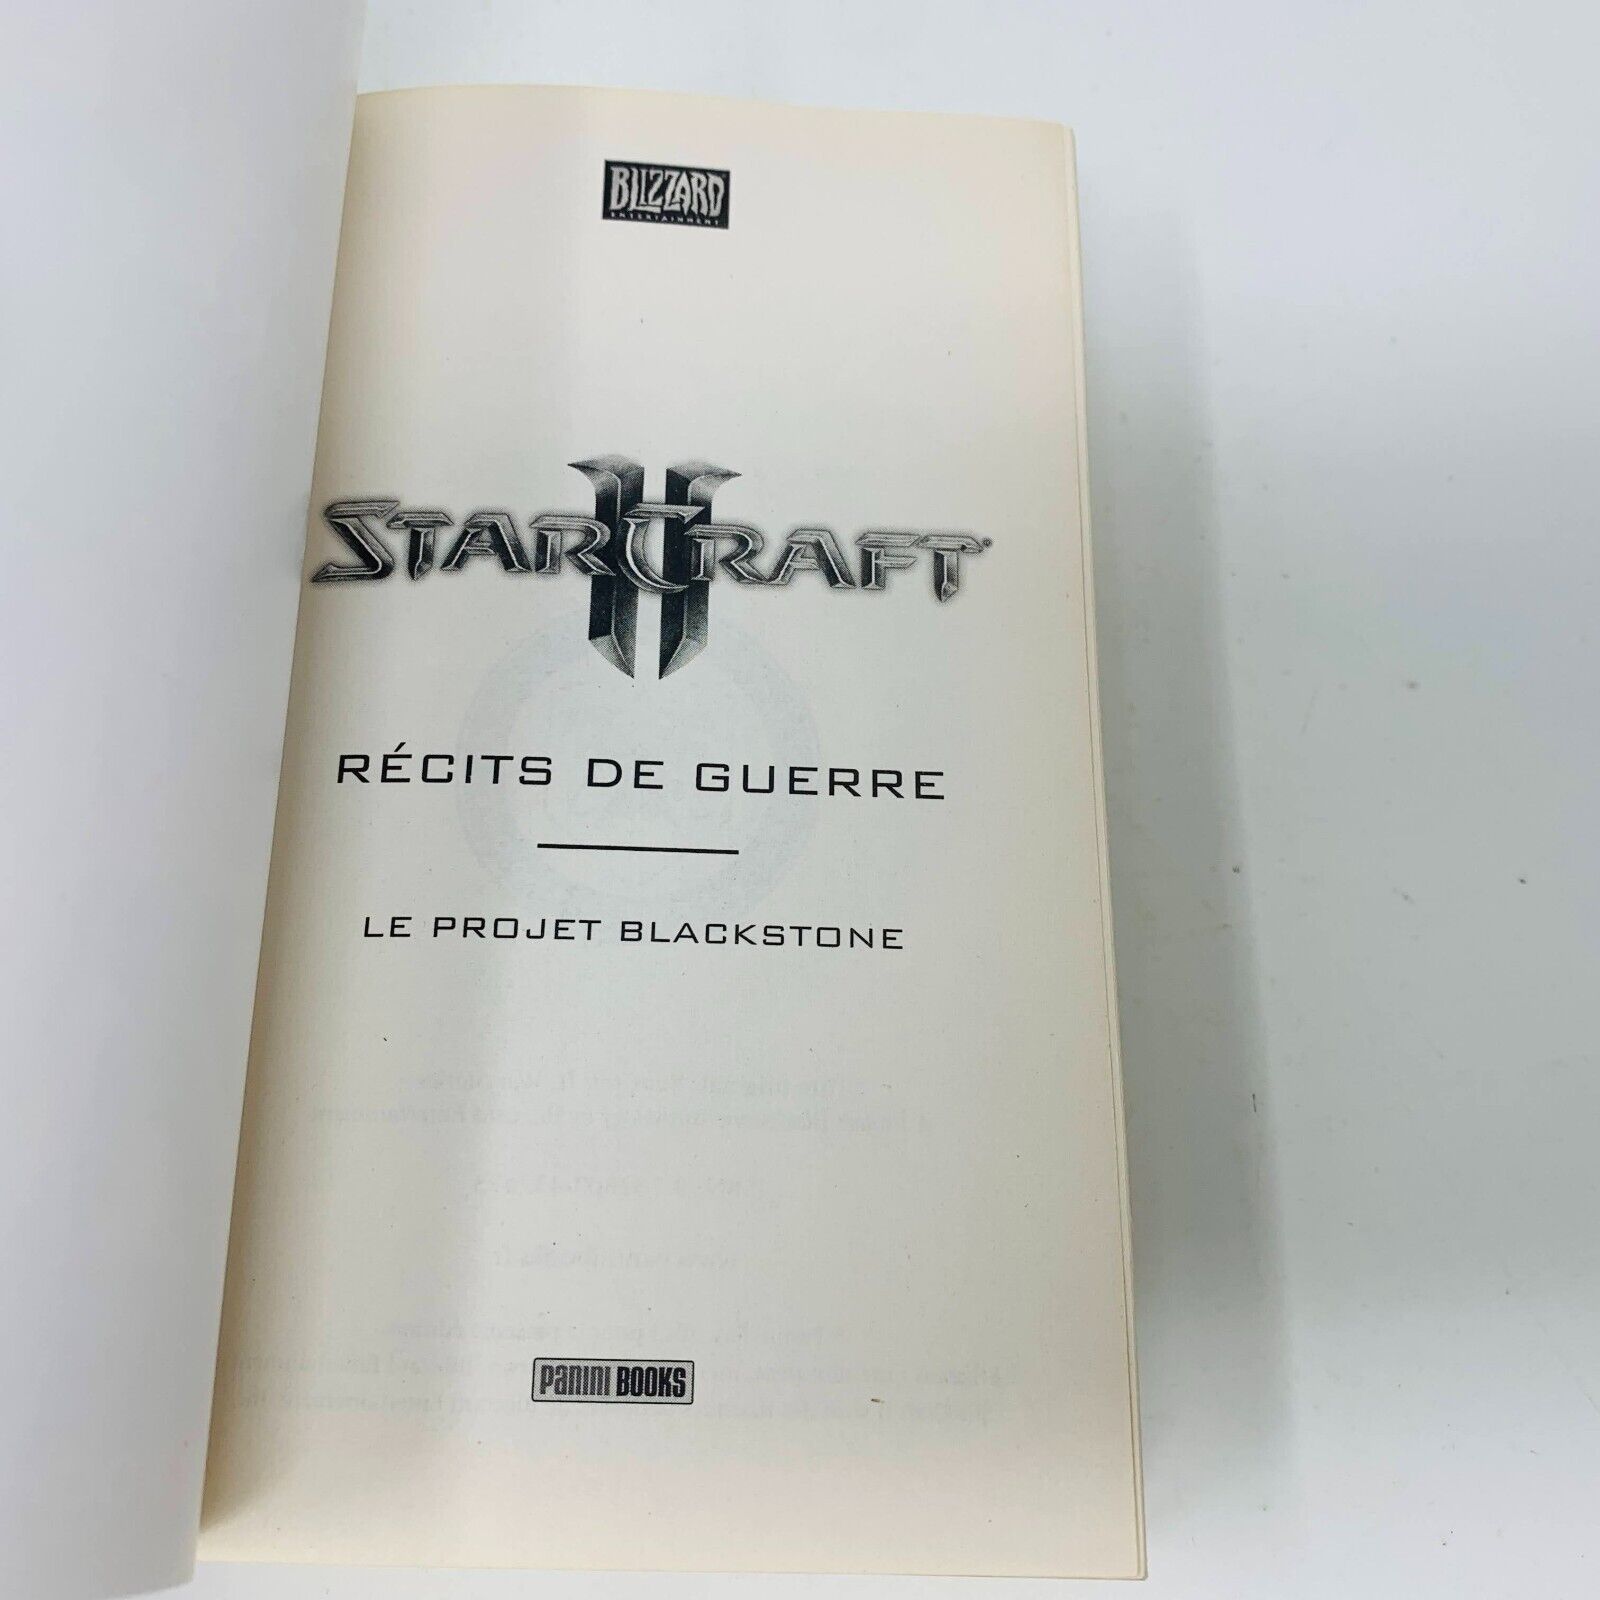 BLIZZARD
ENTERTAINMENT
STARCRAFT II
RÉCITS DE GUERRE
LE PROJET BLACKSTONE
PANINI BOOKS